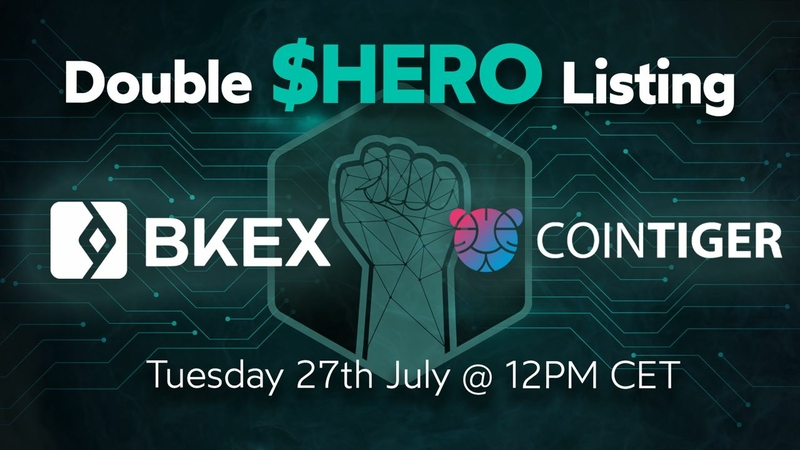 Double $HERO Listing
BKEX
COINTIGER
Tuesday 27th July @ 12PM CET